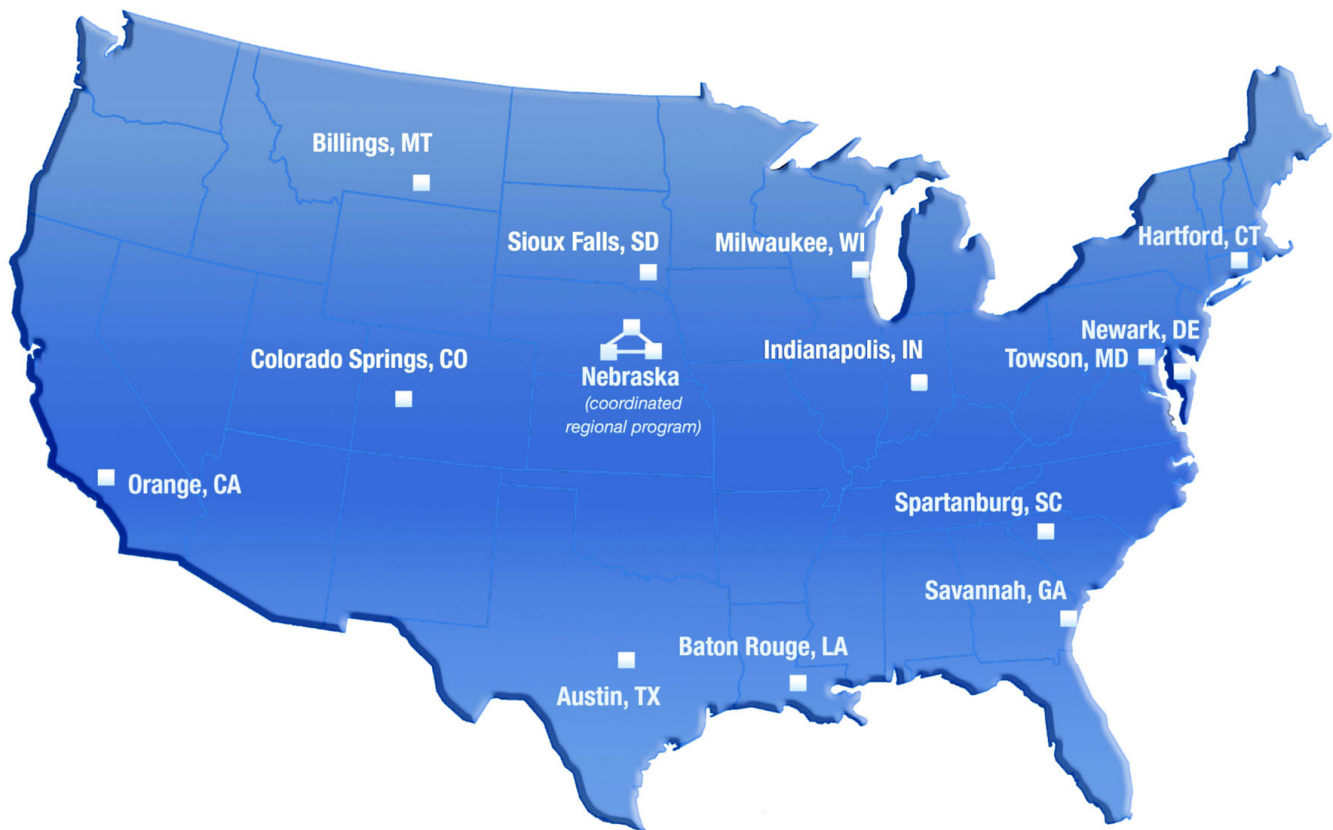 Billings, MT
Sioux Falls, SD
Milwaukee, WI
Hartford, CT
Newark, DE
Towson, MD
Indianapolis, IN
Colorado Springs, CO
Nebraska
(coordinated
regional program)
Orange, CA
Spartanburg, SC
Savannah, GA
Baton Rouge, LA
Austin, TX